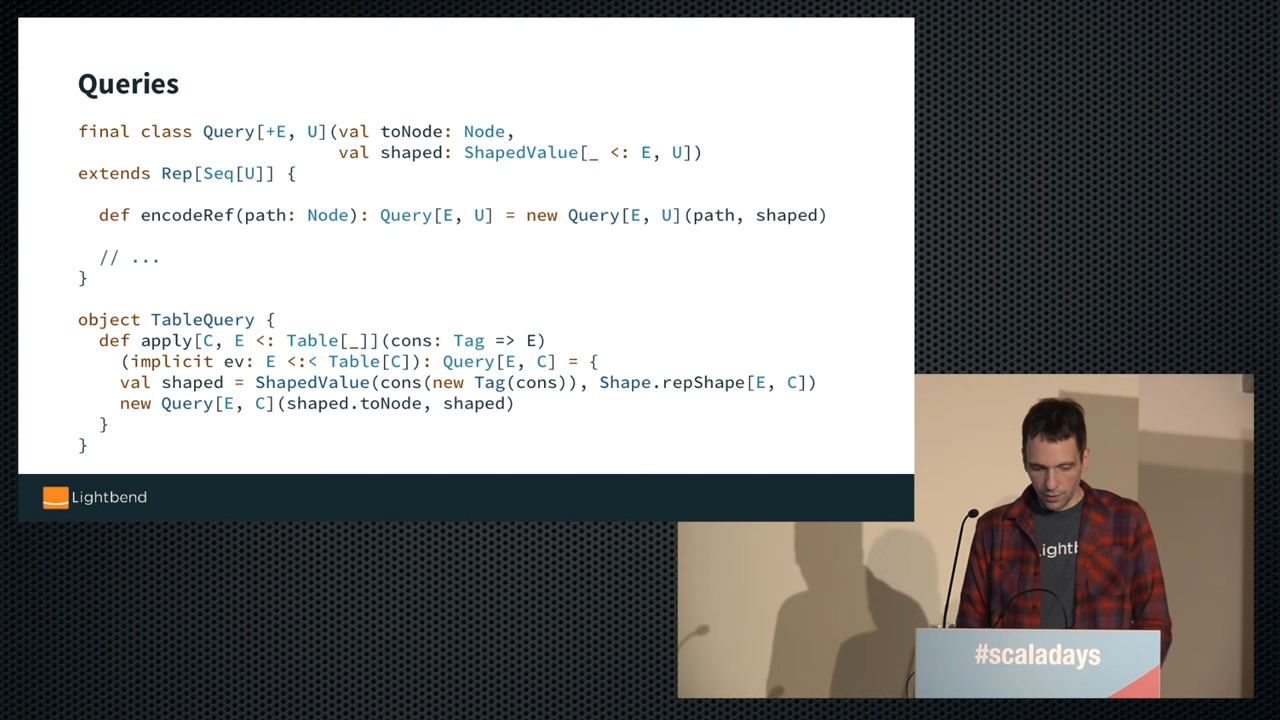 Queries
final class Query[+E, U](val toNode: Node,
val shaped: ShapedValue[_ <: E, U])
extends Rep[Seq[U]] {
def encodeRef(path: Node): Query[E, U] = new Query[E, U](path, shaped)
// ...
}
object TableQuery {
def apply[C, E <: Table[_]](cons: Tag => E)
(implicit ev: E <:< Table[C]): Query[E, C] = {
val shaped = ShapedValue(cons(new Tag(cons)), Shape.repShape[E, C])
new Query[E, C](shaped.toNode, shaped)
}
}
Lightbend
Lightb
#scaladays